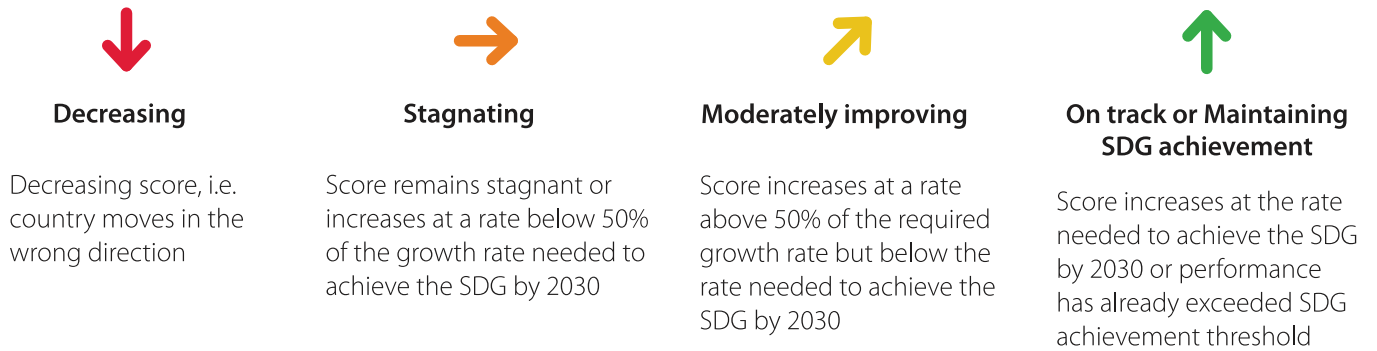 Decreasing
Decreasing score, i.e.
country moves in the
wrong direction
Stagnating
Score remains stagnant or
increases at a rate below 50%
of the growth rate needed to
achieve the SDG by 2030
Moderately improving
Score increases at a rate
above 50% of the required
growth rate but below the
rate needed to achieve the
SDG by 2030
On track or Maintaining
SDG achievement
Score increases at the rate
needed to achieve the SDG
by 2030 or performance
has already exceeded SDG
achievement threshold